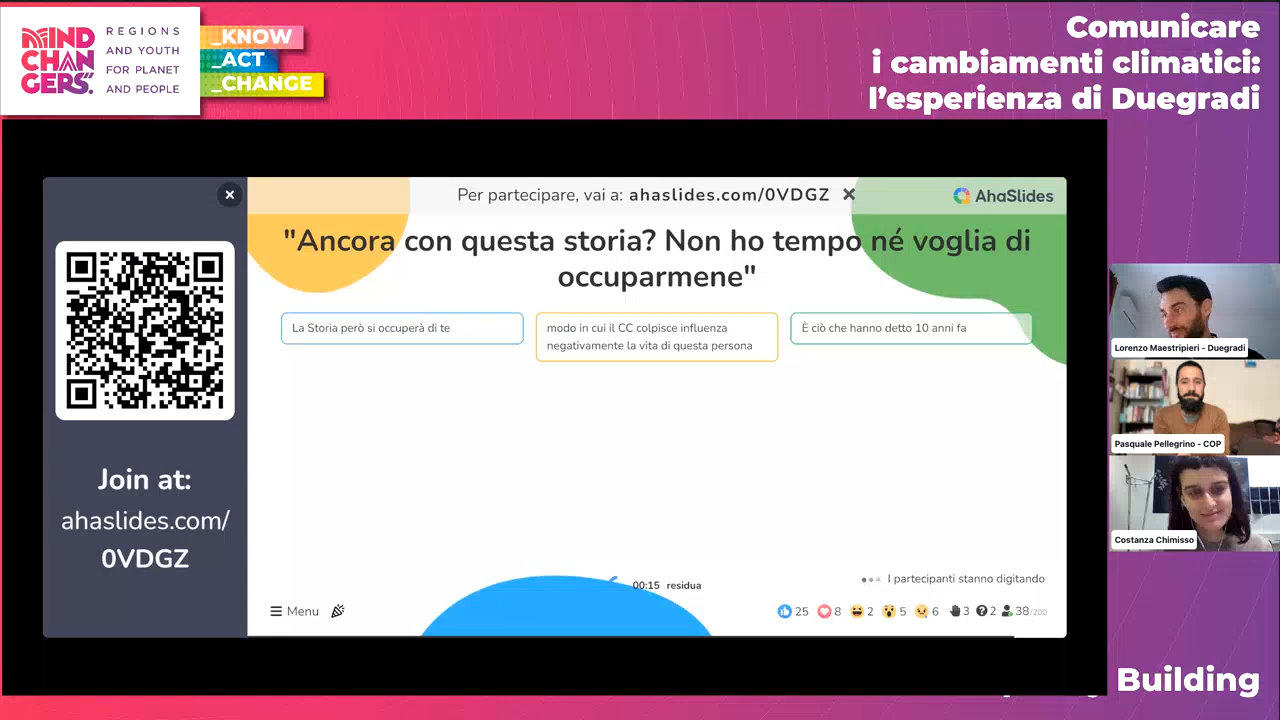 MIND
CHAN
GERS.
REGIONS
AND YOUTH
FOR PLANET
AND PEOPLE
_KNOW
_ACT
_CHANGE
Comunicare
i cambiamenti climatici:
l'esperienza di Duegradi
Per partecipare, vai a: ahaslides.com/0VDGZ
AhaSlides
"Ancora con questa storia? Non ho tempo né voglia di
occuparmene"
La Storia però si occuperà di te
modo in cui il CC colpisce influenza
negativamente la vita di questa persona
È ciò che hanno detto 10 anni fa
Join at:
ahaslides.com/
0VDGZ
00:15 residua
I partecipanti stanno digitando
Menu
25 8 2 5 6 3 2 38/200
Lorenzo Maestripieri - Duegradi
Pasquale Pellegrino - COP
Costanza Chimisso
Building